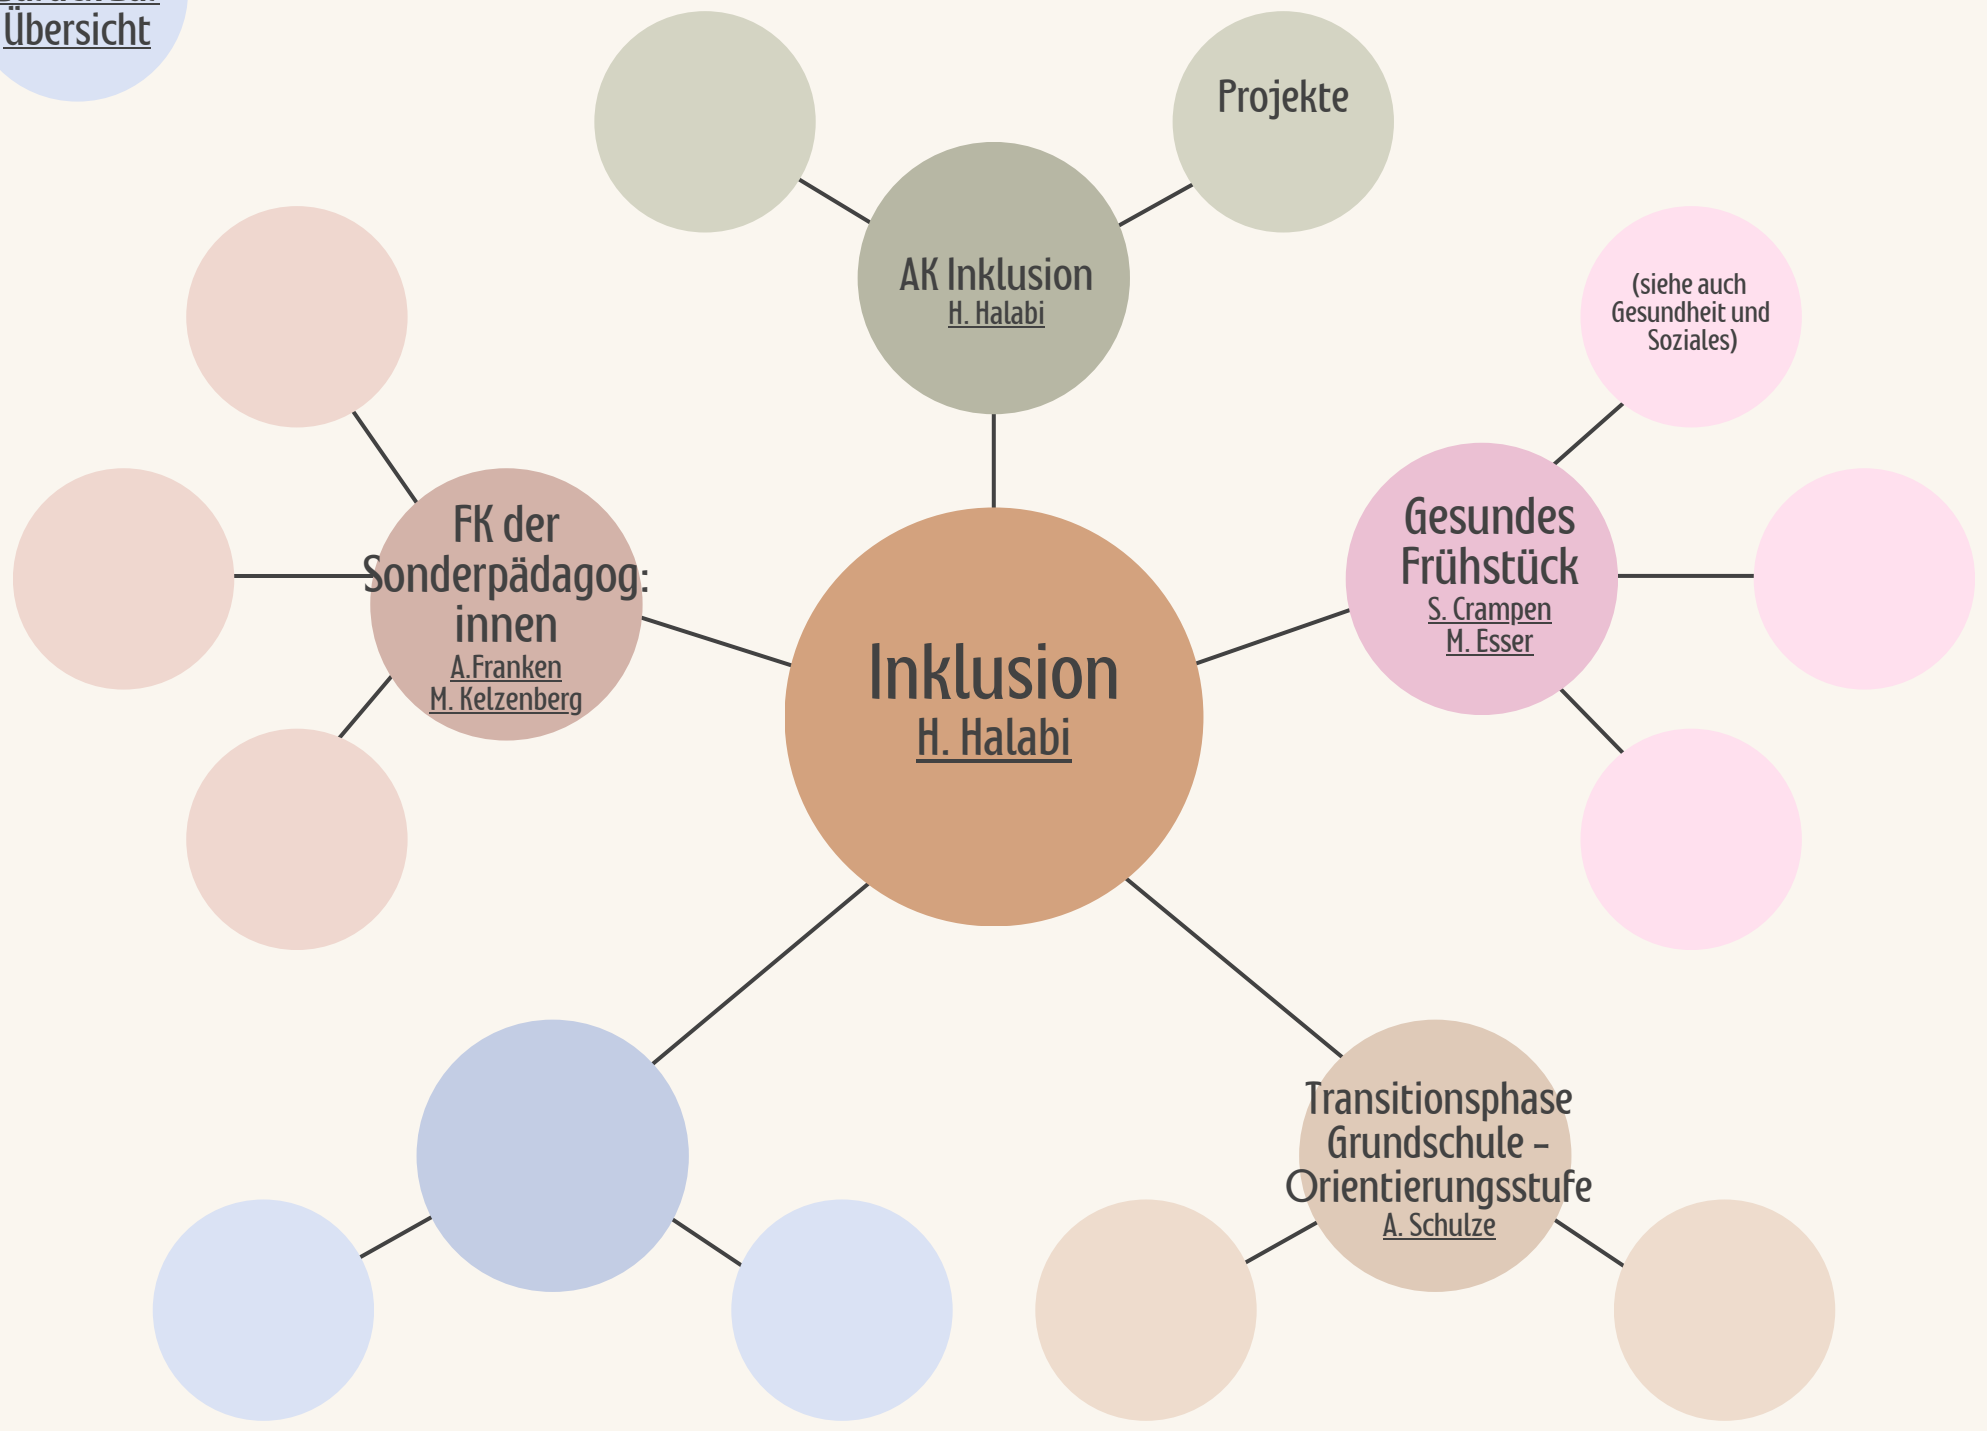 Übersicht
Projekte
AK Inklusion
H. Halabi
(siehe auch
Gesundheit und
Soziales)
FK der
Sonderpädagog:
innen
A.Franken
M. Kelzenberg
Gesundes
Frühstück
S. Crampen
M. Esser
Inklusion
H. Halabi
Transitionsphase
Grundschule –
Orientierungsstufe
A. Schulze